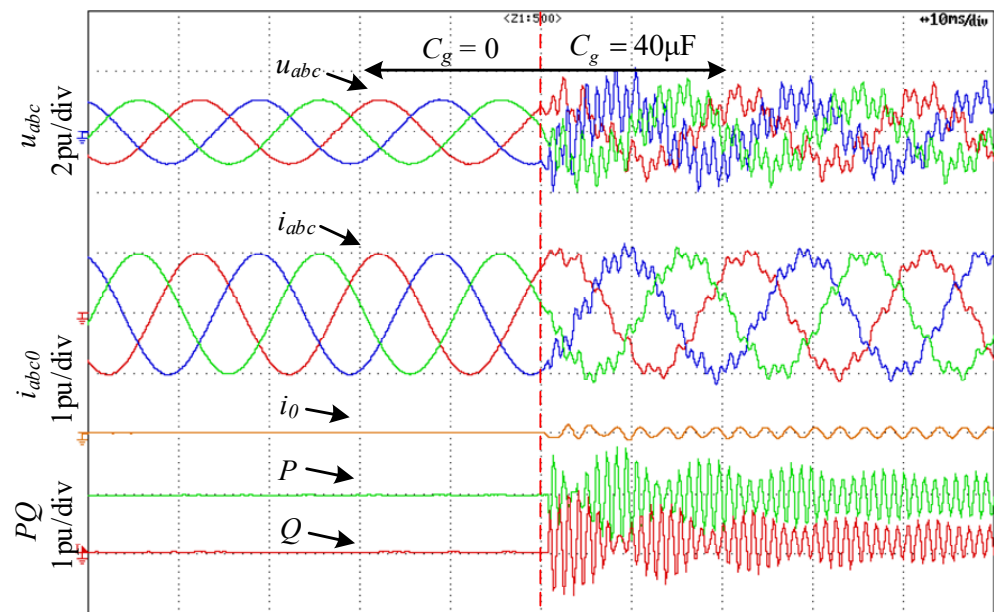 <Z1:500>
↔10ms/div
C_g = 0
C_g = 40μF
u_abc
u_abc
2pu/div
i_abc
i_abc0
1pu/div
i_0
P
Q
PQ
1pu/div